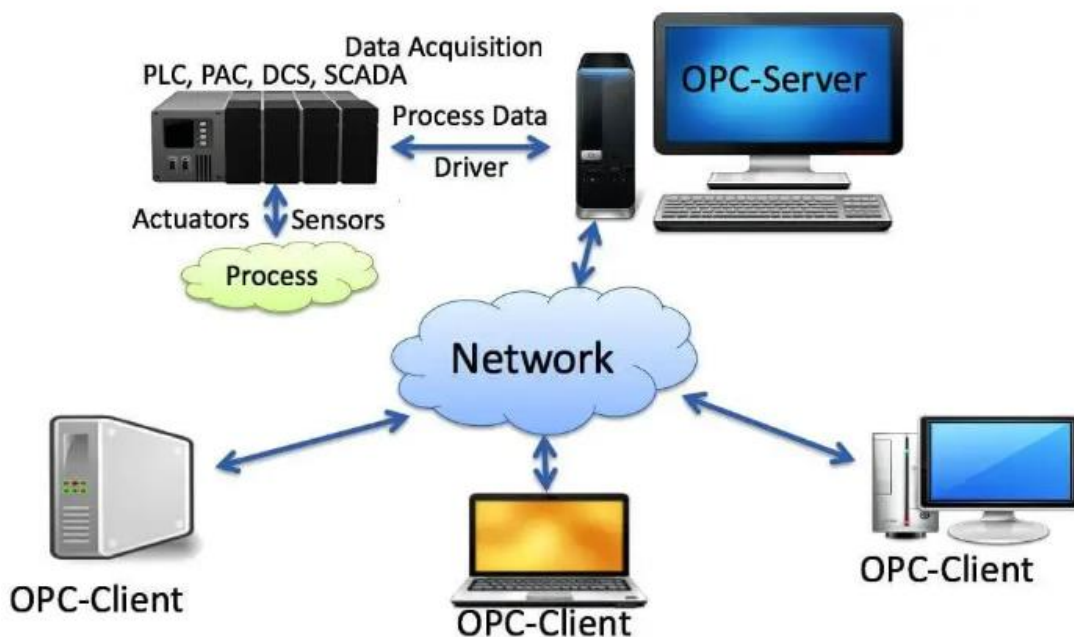 Data Acquisition
PLC, PAC, DCS, SCADA
OPC-Server
Process Data
Driver
Actuators
Sensors
Process
Network
OPC-Client
OPC-Client
OPC-Client